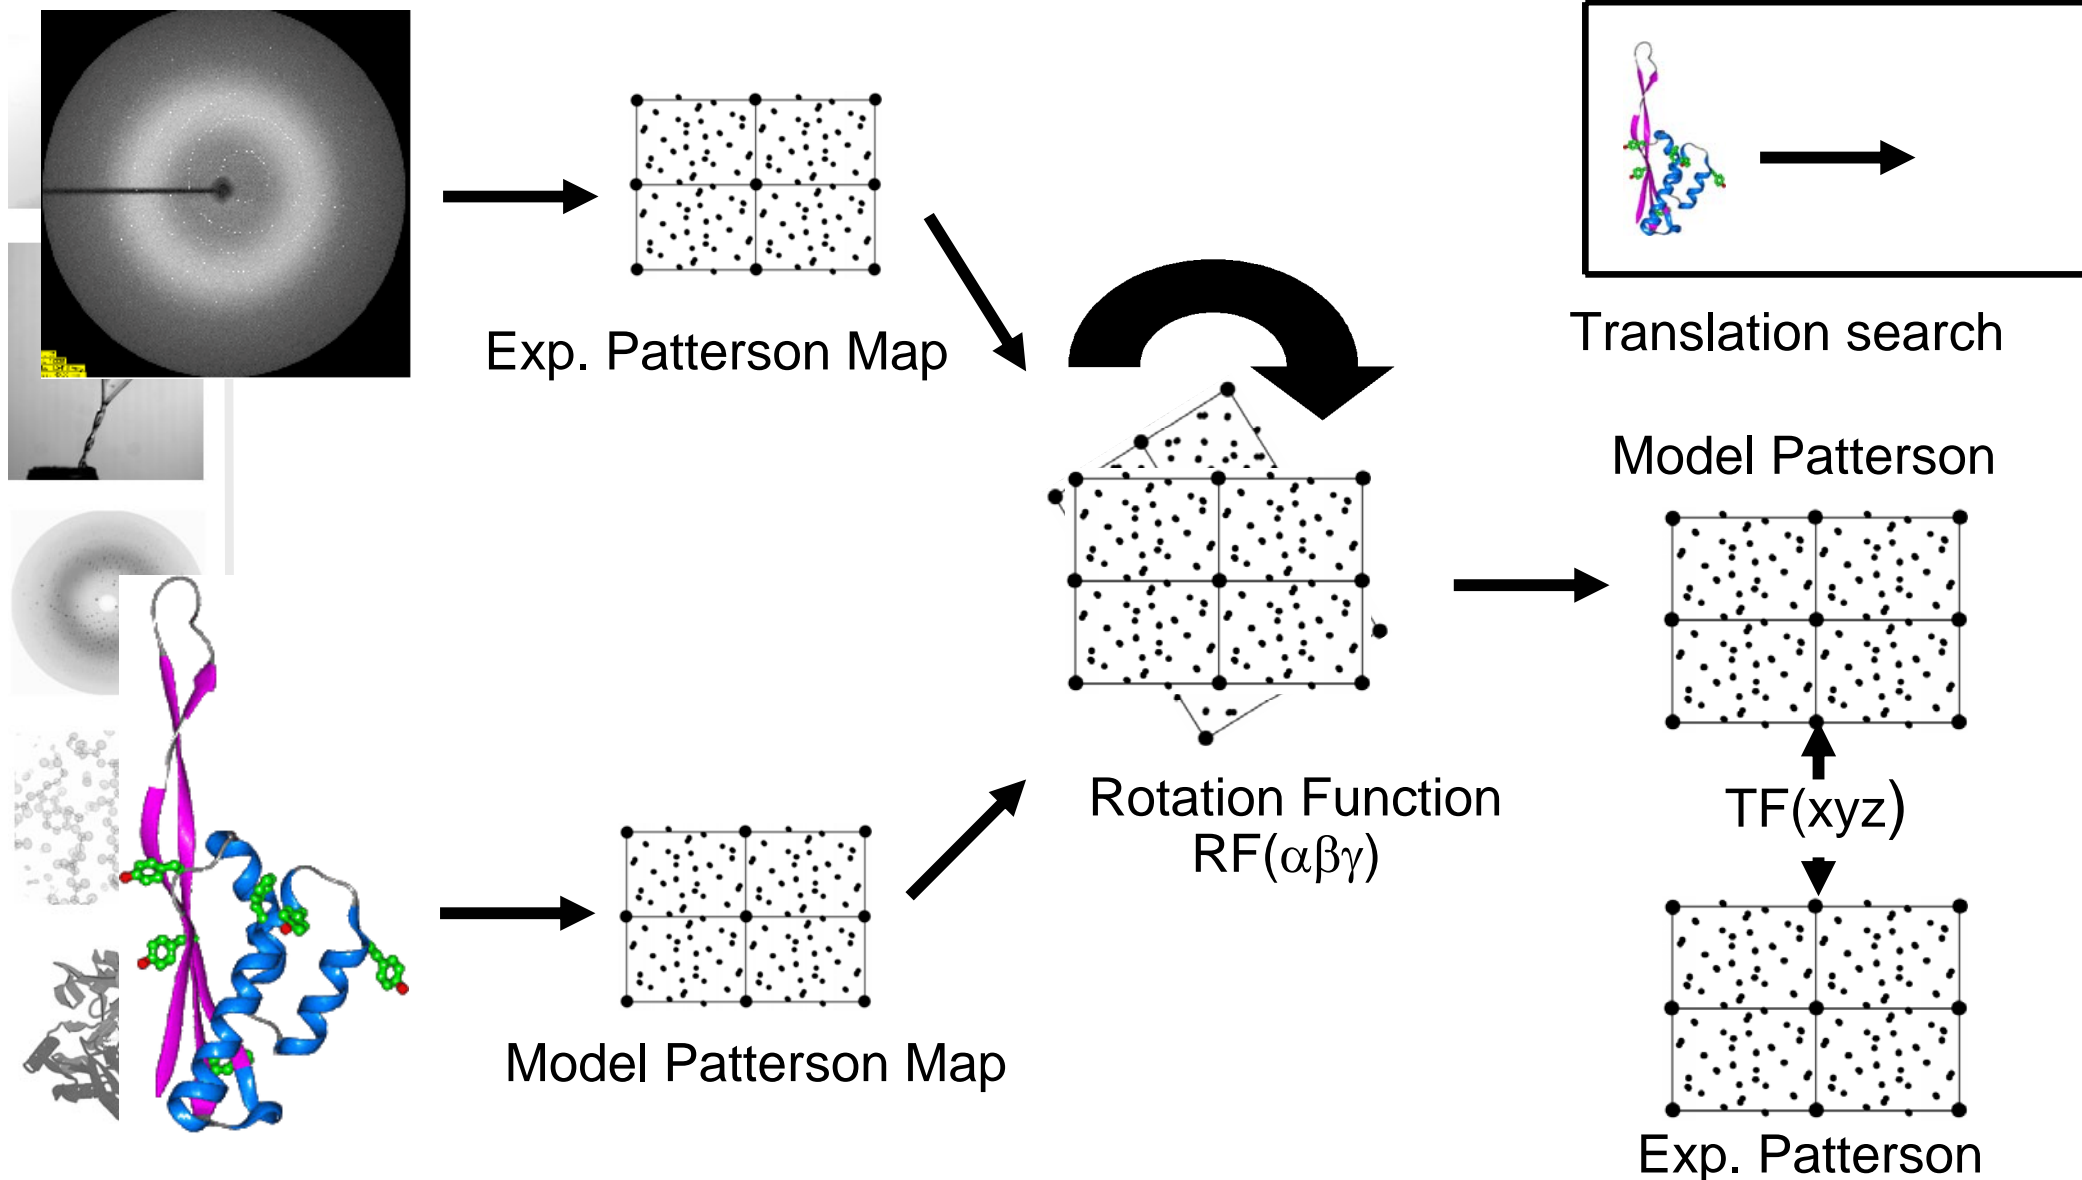 Exp. Patterson Map
Translation search
Model Patterson
Rotation Function
RF(αβγ)
TF(xyz)
Model Patterson Map
Exp. Patterson